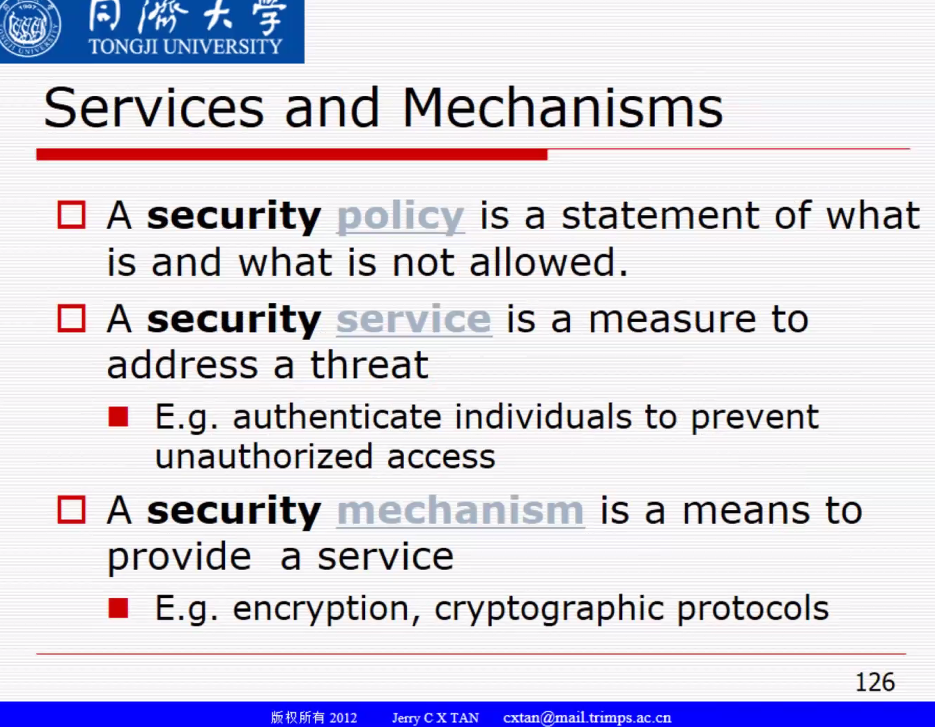 同济大学
TONGJI UNIVERSITY
Services and Mechanisms
A security policy is a statement of what
is and what is not allowed.
A security service is a measure to
address a threat
E.g. authenticate individuals to prevent
unauthorized access
A security mechanism is a means to
provide a service
E.g. encryption, cryptographic protocols
126
版权所有 2012 Jerry C X TAN cxtan@mail.trimps.ac.cn